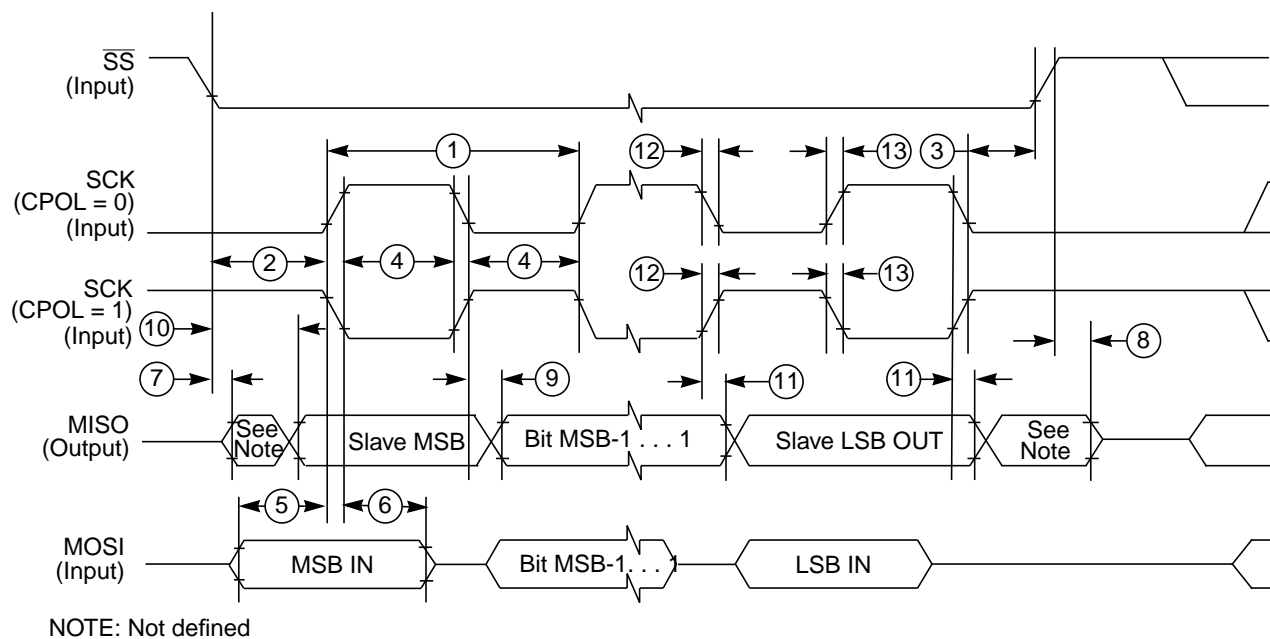 SS
(Input)
1
12
13
3
SCK
(CPOL = 0)
(Input)
2
4
4
12
13
SCK
(CPOL = 1)
(Input)
10
8
7
9
11
11
MISO
(Output)
See
Note
Slave MSB
Bit MSB-1 . . . 1
Slave LSB OUT
See
Note
5
6
MOSI
(Input)
MSB IN
Bit MSB-1. . . 1
LSB IN
NOTE: Not defined